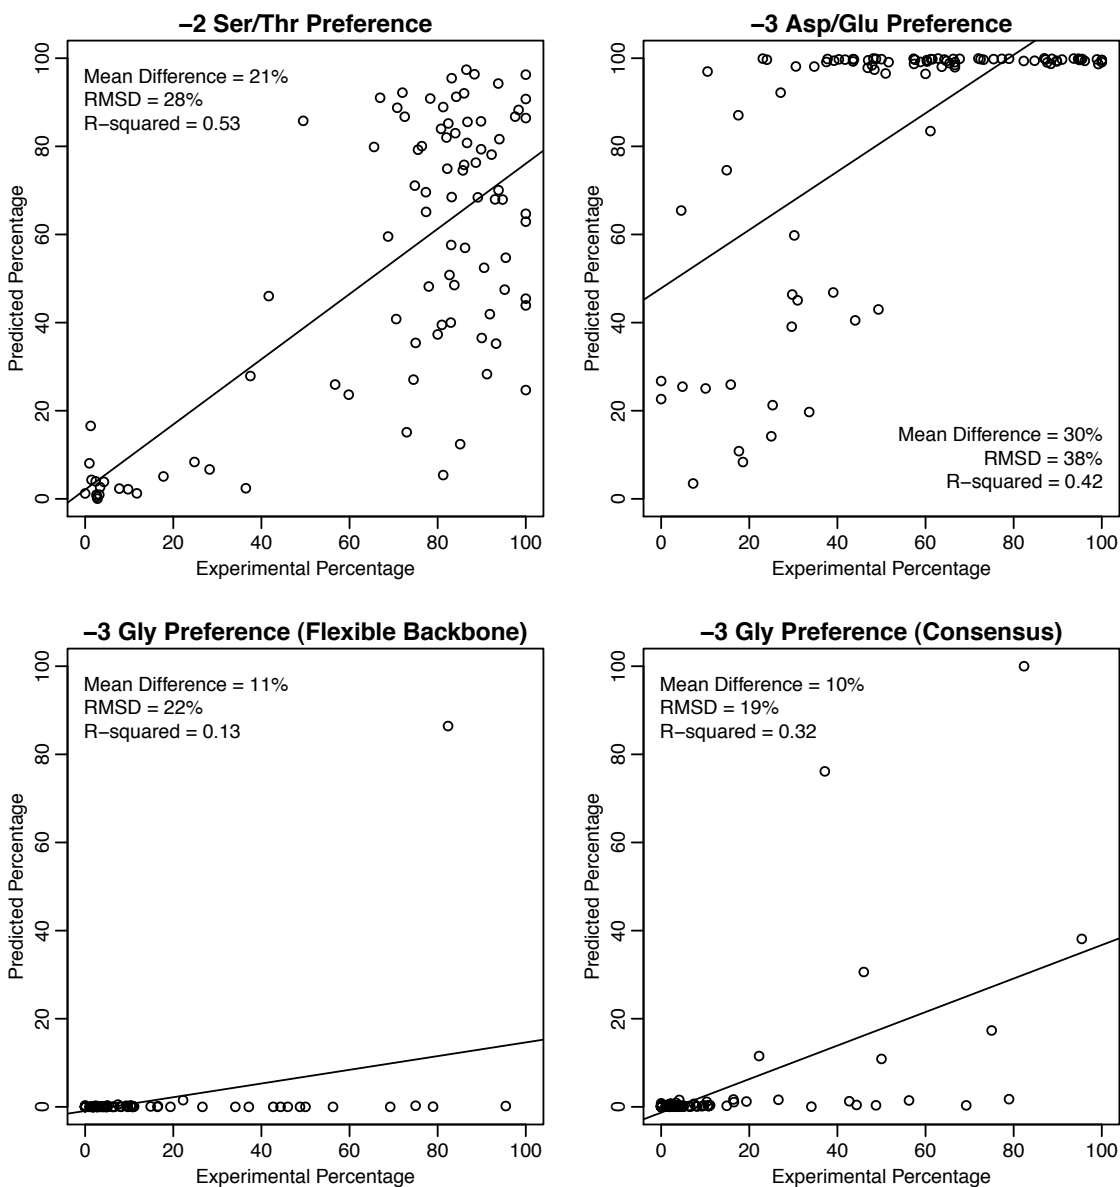 −2 Ser/Thr Preference
Mean Difference = 21%
RMSD = 28%
R−squared = 0.53
Predicted Percentage
0 20 40 60 80 100
0 20 40 60 80 100
Experimental Percentage
−3 Asp/Glu Preference
Mean Difference = 30%
RMSD = 38%
R−squared = 0.42
Predicted Percentage
0 20 40 60 80 100
0 20 40 60 80 100
Experimental Percentage
−3 Gly Preference (Flexible Backbone)
Mean Difference = 11%
RMSD = 22%
R−squared = 0.13
Predicted Percentage
0 20 40 60 80 100
0 20 40 60 80 100
Experimental Percentage
−3 Gly Preference (Consensus)
Mean Difference = 10%
RMSD = 19%
R−squared = 0.32
Predicted Percentage
0 20 40 60 80 100
0 20 40 60 80 100
Experimental Percentage